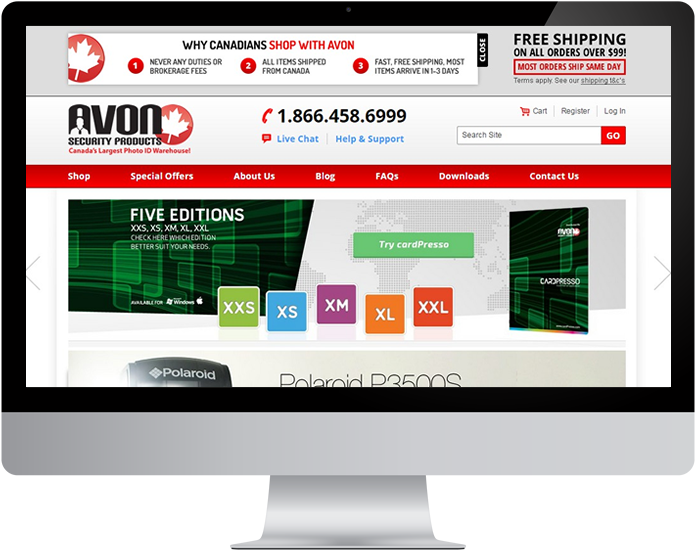 WHY CANADIANS SHOP WITH AVON
1 NEVER ANY DUTIES OR BROKERAGE FEES
2 ALL ITEMS SHIPPED FROM CANADA
3 FAST, FREE SHIPPING, MOST ITEMS ARRIVE IN 1-3 DAYS
CLOSE
FREE SHIPPING
ON ALL ORDERS OVER $99!
MOST ORDERS SHIP SAME DAY
Terms apply. See our shipping t&c's
AVON
SECURITY PRODUCTS
Canada's Largest Photo ID Warehouse!
1.866.458.6999
Live Chat Help & Support
Cart Register Log In
Search Site GO
Shop Special Offers About Us Blog FAQs Downloads Contact Us
FIVE EDITIONS
XXS, XS, XM, XL, XXL
CHECK HERE WHICH EDITION
BETTER SUIT YOUR NEEDS.
Try cardPresso
AVAILABLE FOR Windows
XXS XS XM XL XXL
AVON
CARDPRESSO
Polaroid
Polaroid P3500S